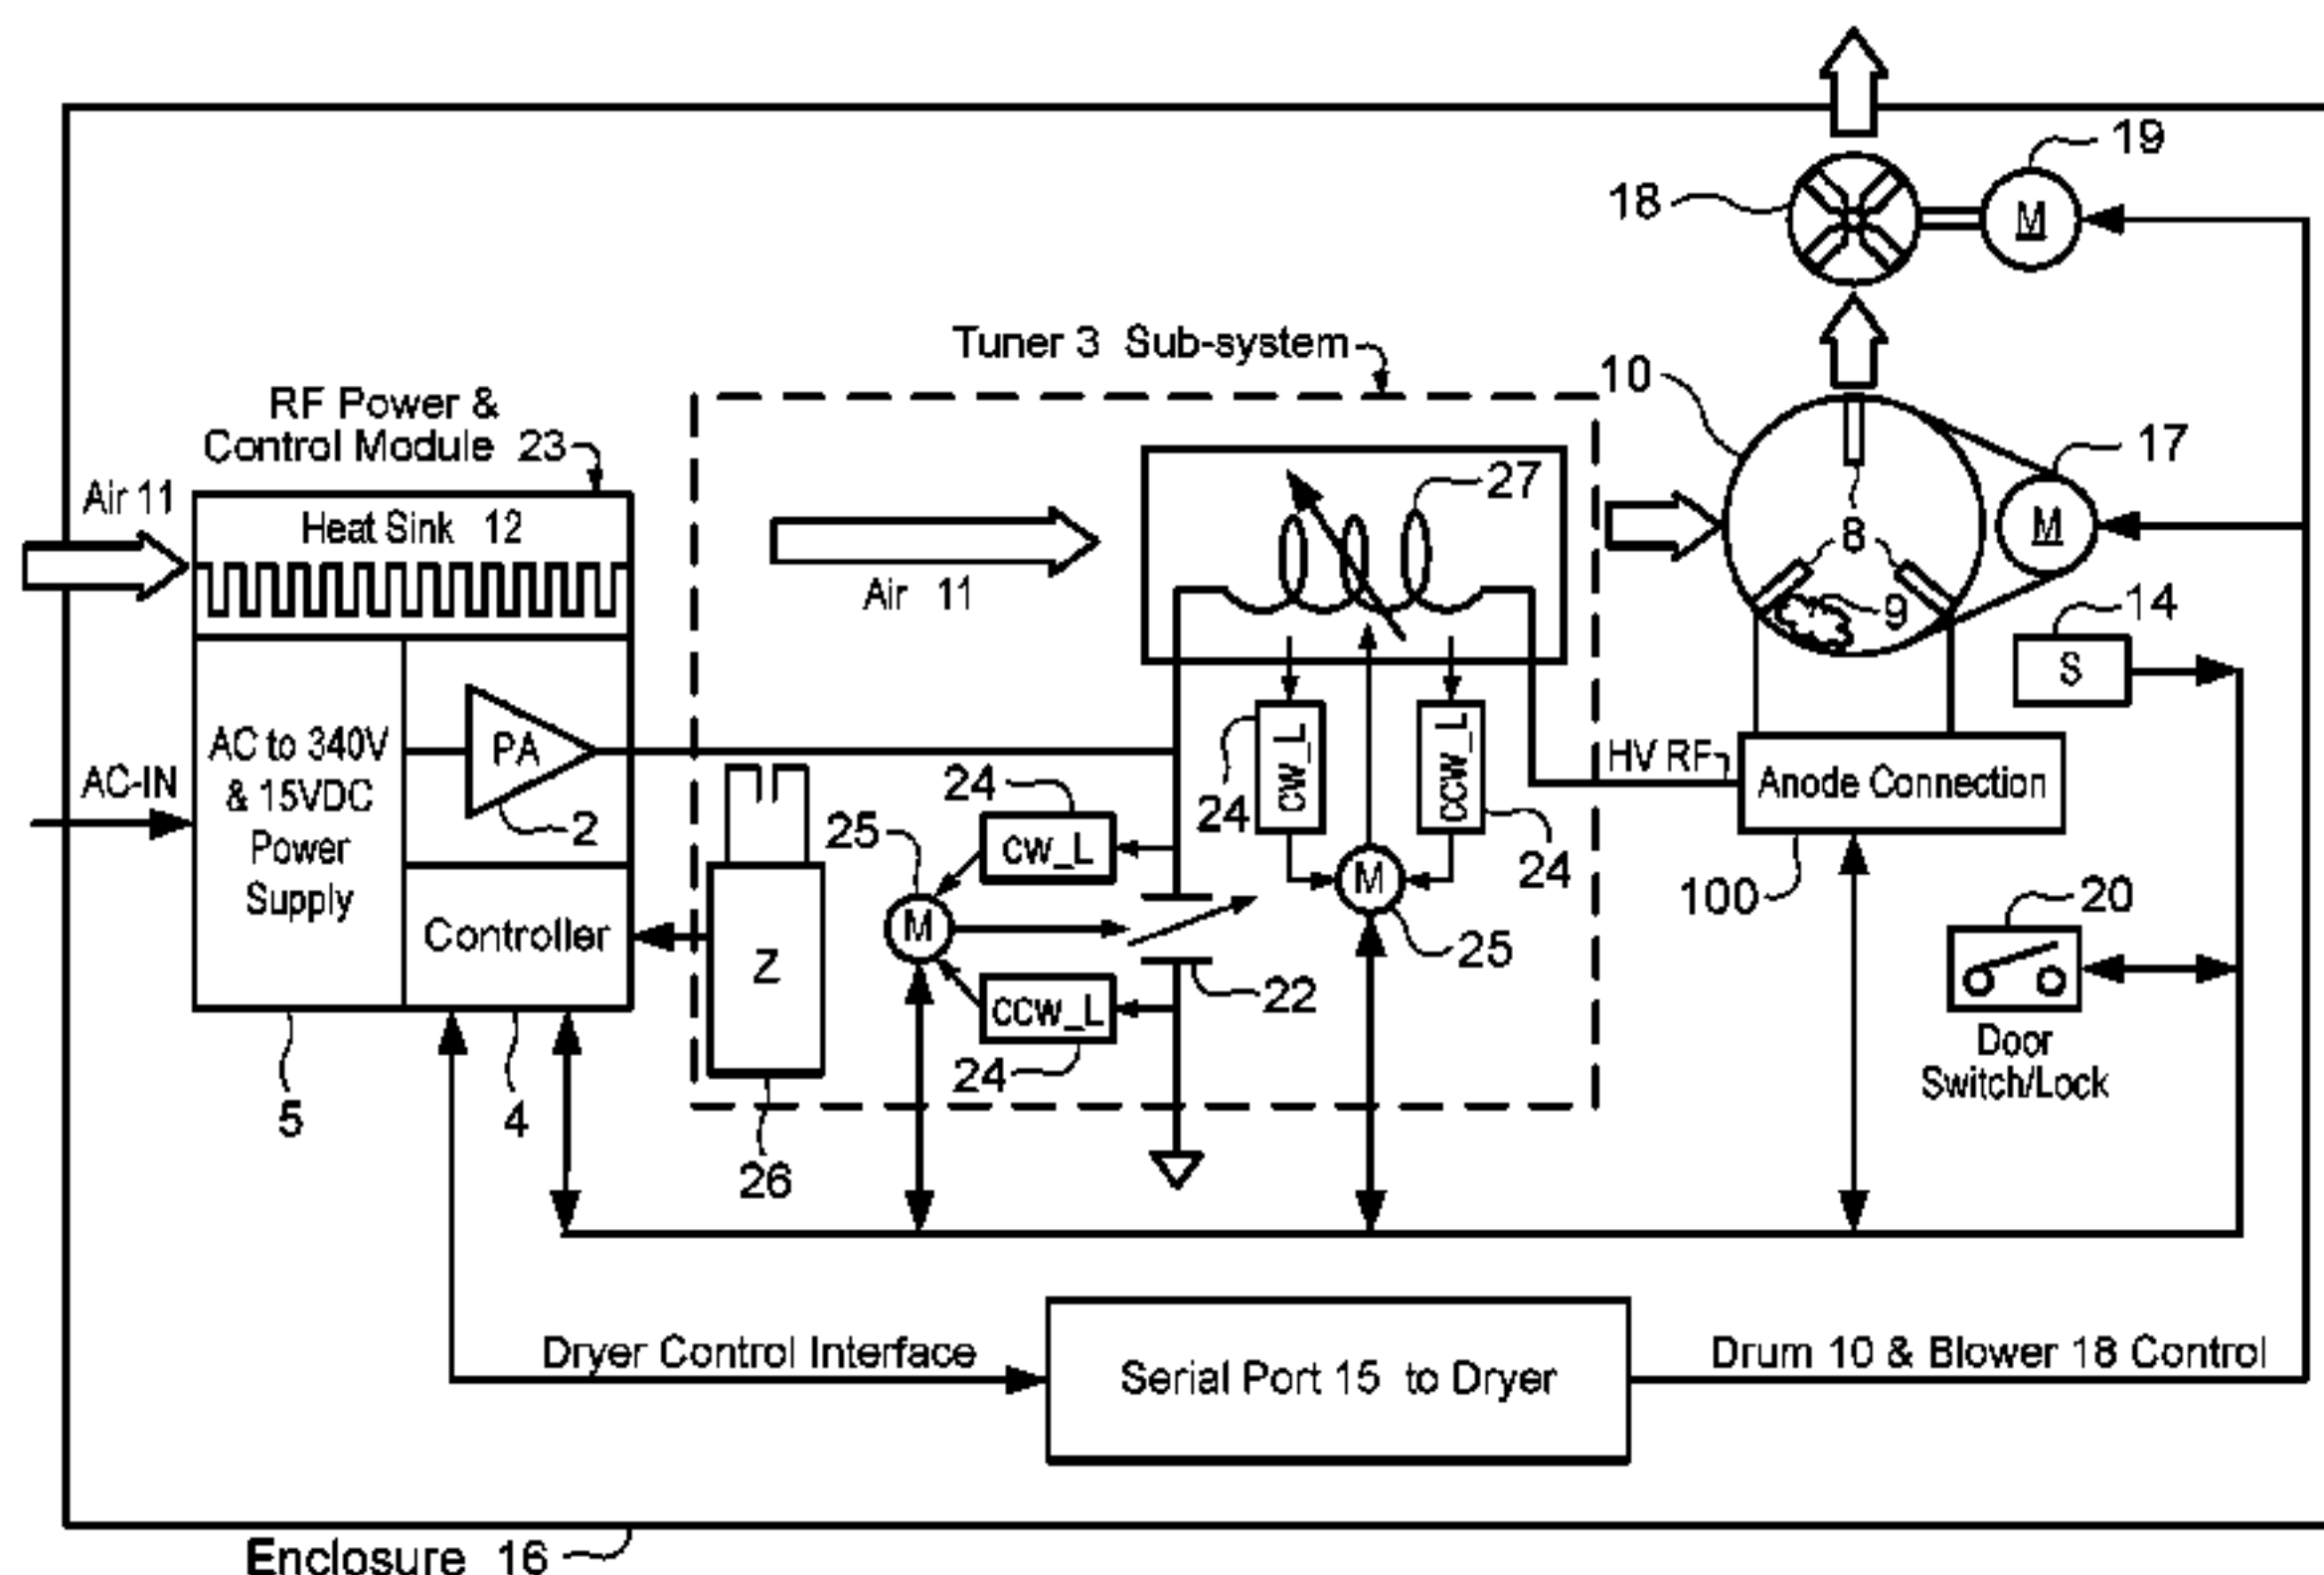 19
18
M
Tuner 3 Sub-system
10
RF Power &
Control Module 23
17
27
Air 11
Heat Sink 12
M
8
Air 11
9
14
S
AC to 340V
& 15VDC
Power
Supply
PA
2
AC-IN
24
CW_L
CCW_L
24
HV RF
Anode Connection
24
25
CW_L
M
24
100
20
Controller
M
25
Z
22
CCW_L
Door
Switch/Lock
24
5
4
26
Dryer Control Interface
Serial Port 15 to Dryer
Drum 10 & Blower 18 Control
Enclosure 16